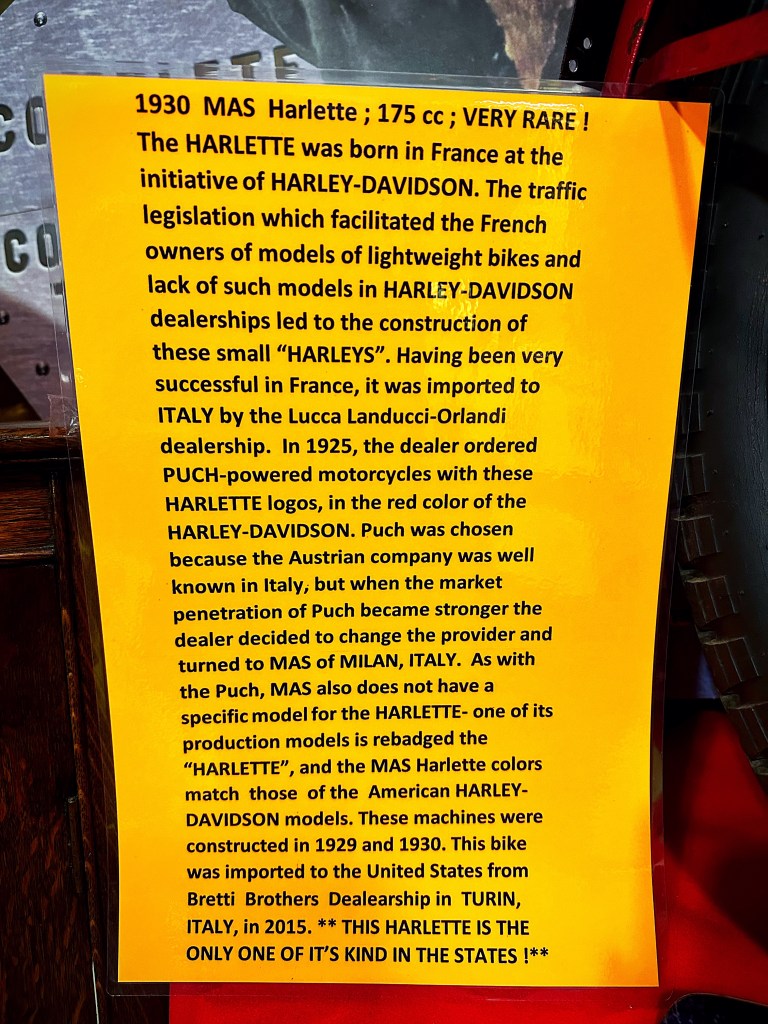 COMPLETE
CO
CO
1930 MAS Harlette ; 175 cc ; VERY RARE !
The HARLETTE was born in France at the
initiative of HARLEY-DAVIDSON. The traffic
legislation which facilitated the French
owners of models of lightweight bikes and
lack of such models in HARLEY-DAVIDSON
dealerships led to the construction of
these small “HARLEYS”. Having been very
successful in France, it was imported to
ITALY by the Lucca Landucci-Orlandi
dealership. In 1925, the dealer ordered
PUCH-powered motorcycles with these
HARLETTE logos, in the red color of the
HARLEY-DAVIDSON. Puch was chosen
because the Austrian company was well
known in Italy, but when the market
penetration of Puch became stronger the
dealer decided to change the provider and
turned to MAS of MILAN, ITALY. As with
the Puch, MAS also does not have a
specific model for the HARLETTE- one of its
production models is rebadged the
“HARLETTE”, and the MAS Harlette colors
match those of the American HARLEY-
DAVIDSON models. These machines were
constructed in 1929 and 1930. This bike
was imported to the United States from
Bretti Brothers Dealearship in TURIN,
ITALY, in 2015. ** THIS HARLETTE IS THE
ONLY ONE OF IT’S KIND IN THE STATES !**